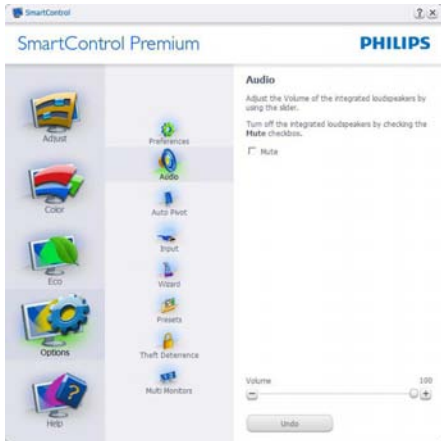 SmartControl
SmartControl Premium
PHILIPS
Adjust
Color
Eco
Options
Help
Preferences
Audio
Auto Pivot
Input
Wizard
Presets
Theft Deterrence
Multi Monitors
Audio
Adjust the Volume of the integrated loudspeakers by
using the slider.
Turn off the integrated loudspeakers by checking the
Mute checkbox.
Mute
Volume 100
Undo